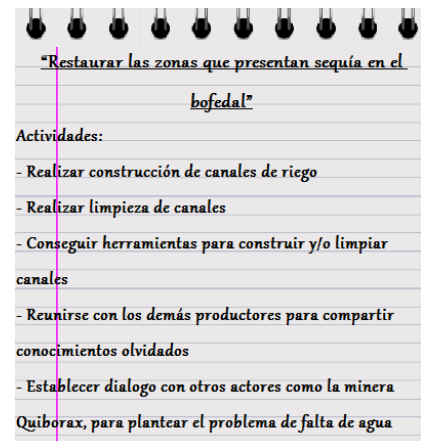 “Restaurar las zonas que presentan sequía en el
bofedal”
Actividades:
- Realizar construcción de canales de riego
- Realizar limpieza de canales
- Conseguir herramientas para construir y/o limpiar
canales
- Reunirse con los demás productores para compartir
conocimientos olvidados
- Establecer dialogo con otros actores como la minera
Quiborax, para plantear el problema de falta de agua